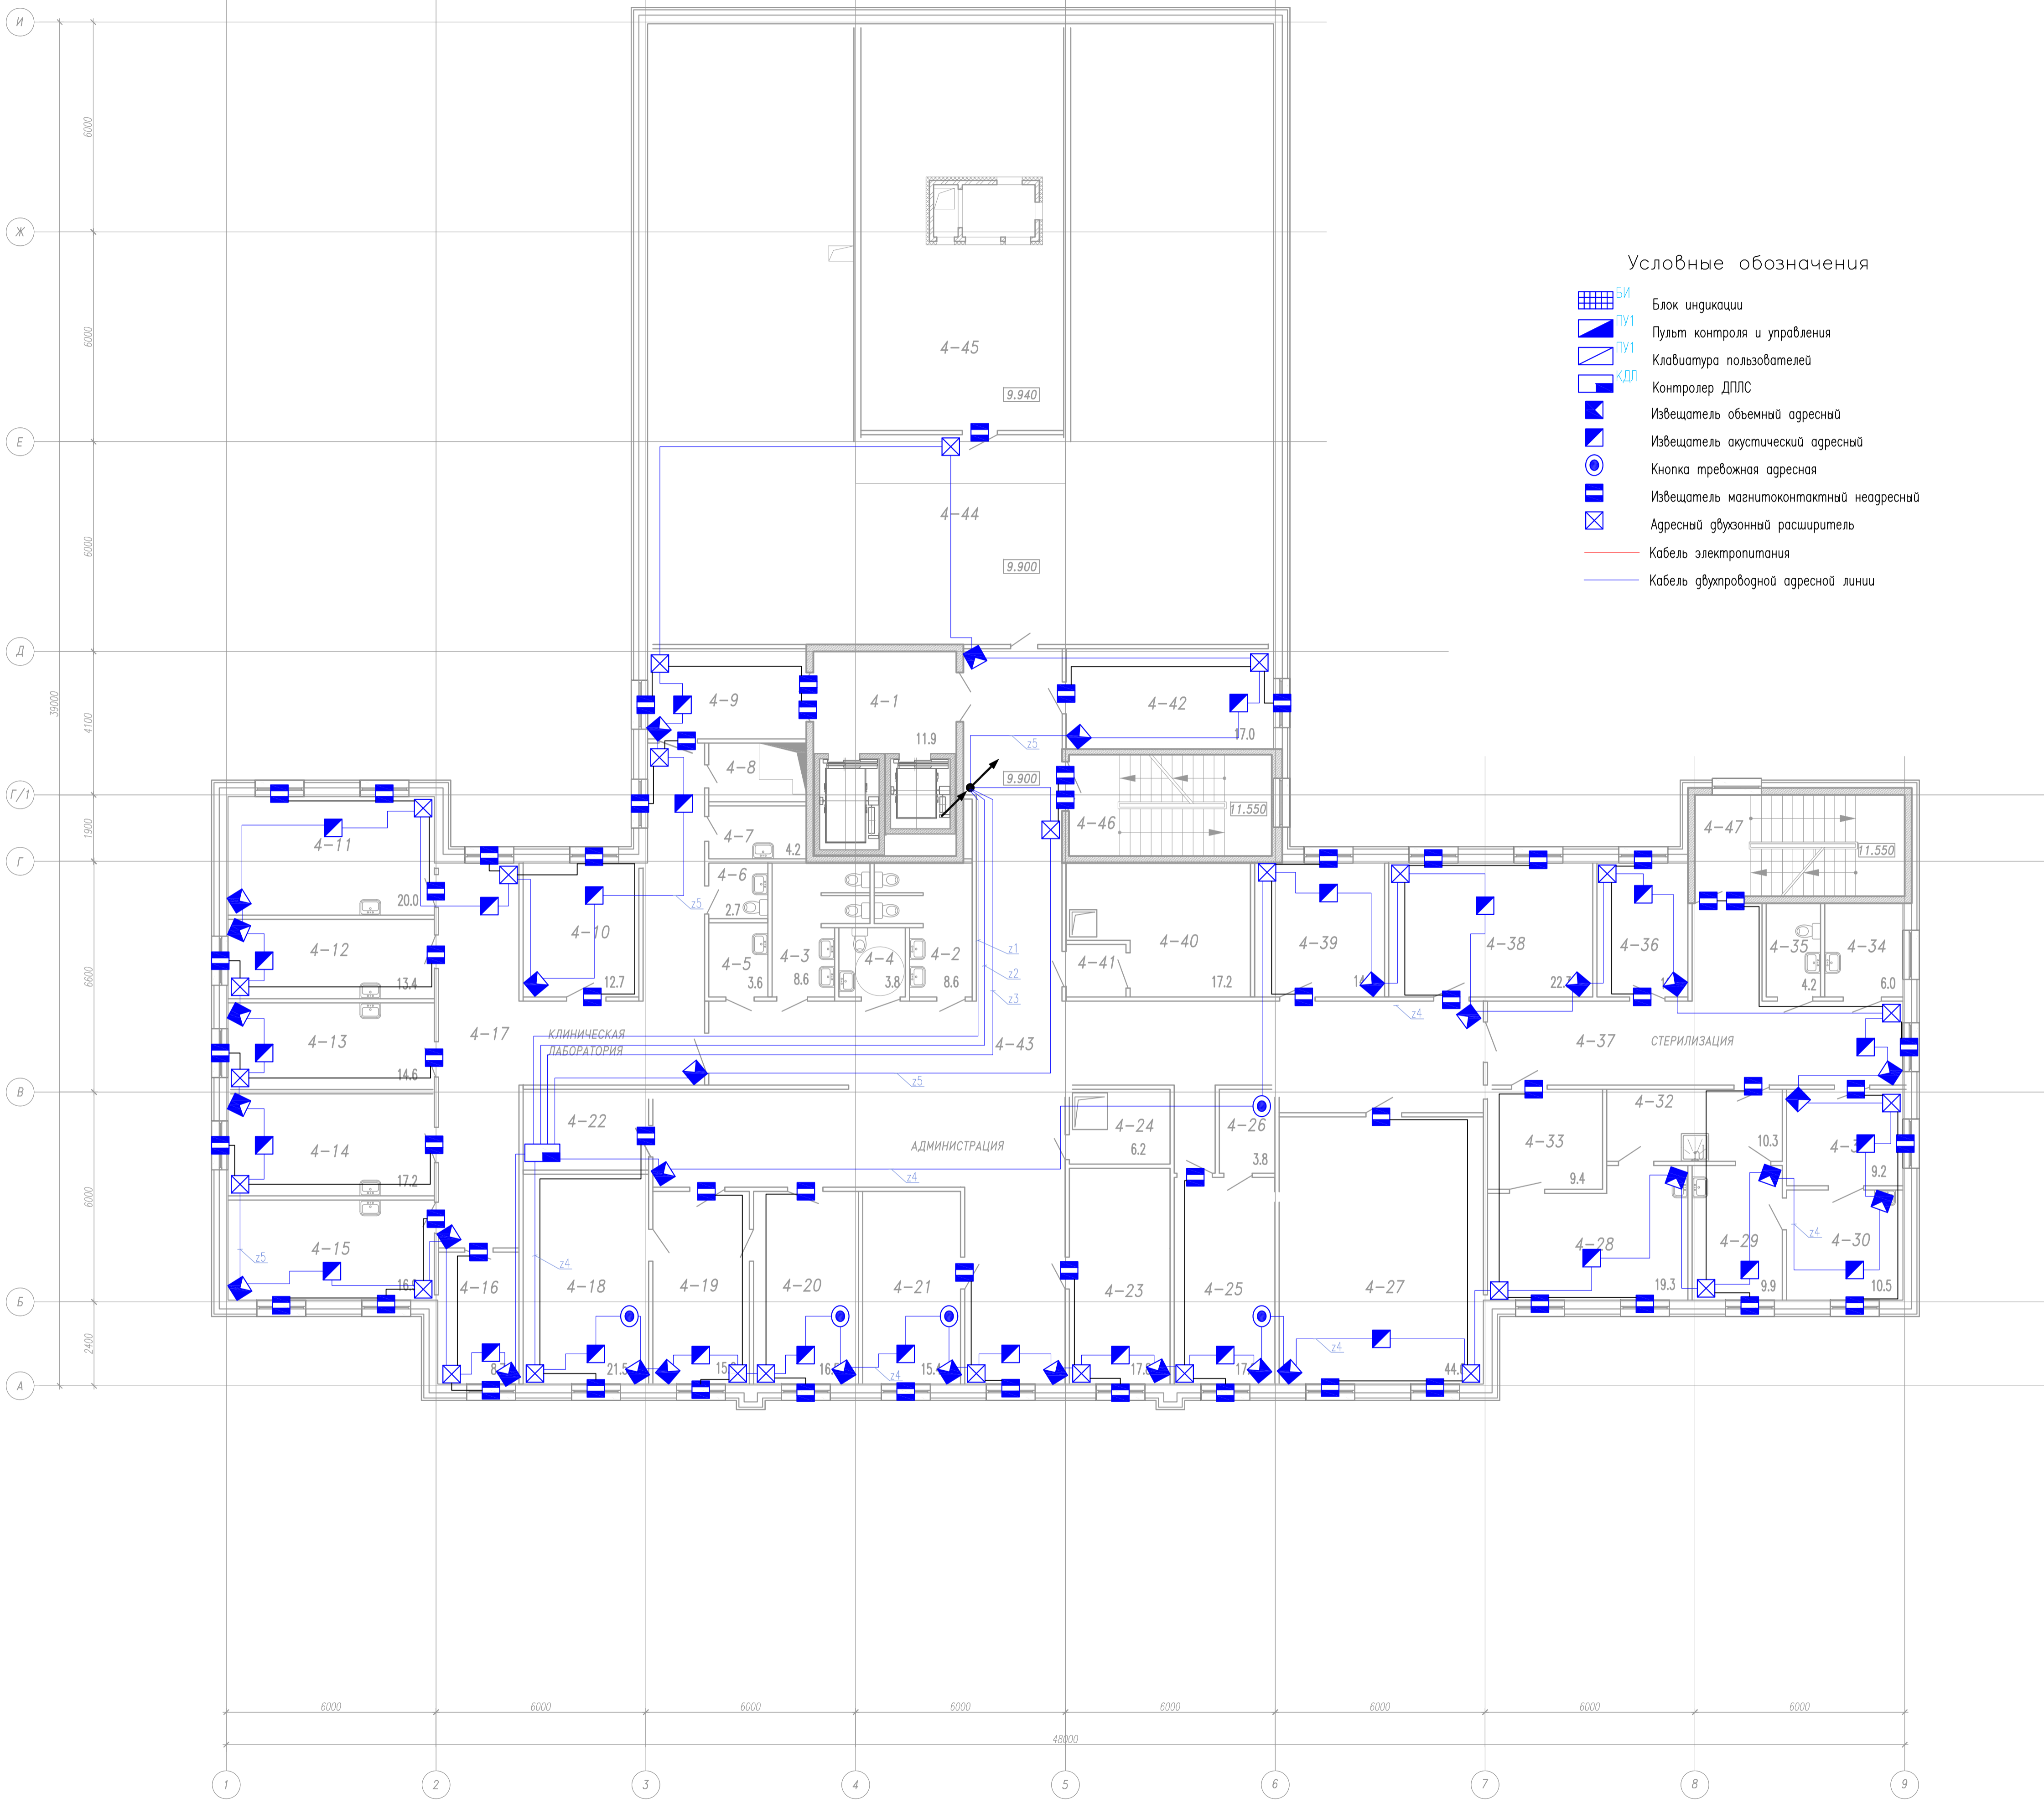 И
Ж
Е
Д
Г/1
Г
В
Б
А
6000
6000
6000
4100
1900
6600
6000
2400
39000
Условные обозначения
БИ
Блок индикации
ПУ1
Пульт контроля и управления
ПУ1
Клавиатура пользователей
КДЛ
Контролер ДПЛС
Извещатель объемный адресный
Извещатель акустический адресный
Кнопка тревожная адресная
Извещатель магнитоконтактный неадресный
Адресный двухзонный расширитель
Кабель электропитания
Кабель двухпроводной адресной линии
4-45
9.940
4-44
9.900
4-9
4-1
11.9
4-42
17.0
z5
4-8
9.900
11.550
4-46
4-7
4.2
4-47
11.550
4-11
20.0
4-6
2.7
z5
4-10
12.7
4-5
3.6
4-3
8.6
4-4
3.8
4-2
8.6
z1
z2
z3
4-40
17.2
4-41
4-39
4-38
4-36
4-35
4.2
4-34
6.0
4-12
13.4
z4
4-13
14.6
4-17
КЛИНИЧЕСКАЯ
ЛАБОРАТОРИЯ
4-43
4-37
СТЕРИЛИЗАЦИЯ
z5
4-14
17.2
4-22
АДМИНИСТРАЦИЯ
4-24
6.2
4-26
3.8
4-33
9.4
4-32
10.3
9.2
z4
4-15
z5
4-16
4-18
21.5
z4
4-19
4-20
4-21
z4
4-23
4-25
4-27
z4
4-28
19.3
4-29
9.9
4-30
10.5
z4
6000
6000
6000
6000
6000
6000
6000
6000
48000
1
2
3
4
5
6
7
8
9